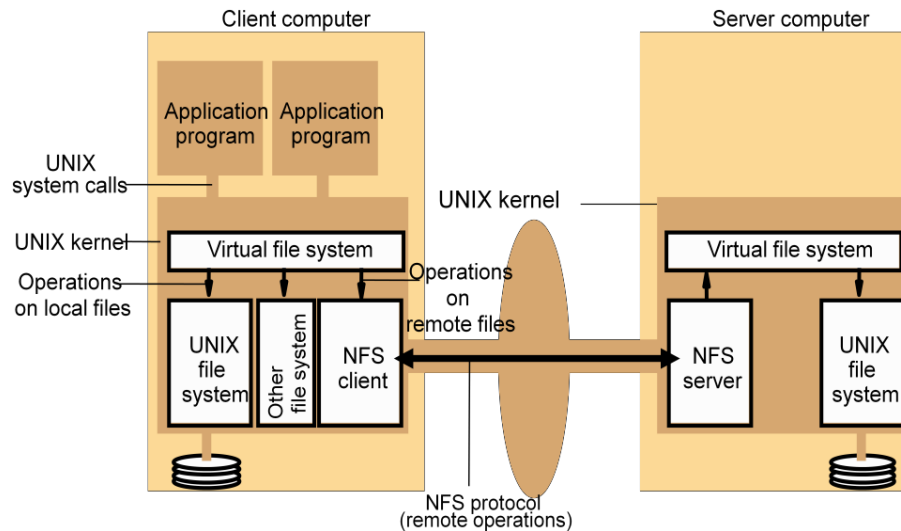 Client computer
Server computer
Application
program
Application
program
UNIX
system calls
UNIX kernel
UNIX kernel
Virtual file system
Virtual file system
Operations
on local files
Operations
on
remote files
UNIX
file
system
Other
file system
NFS
client
NFS
server
UNIX
file
system
NFS protocol
(remote operations)